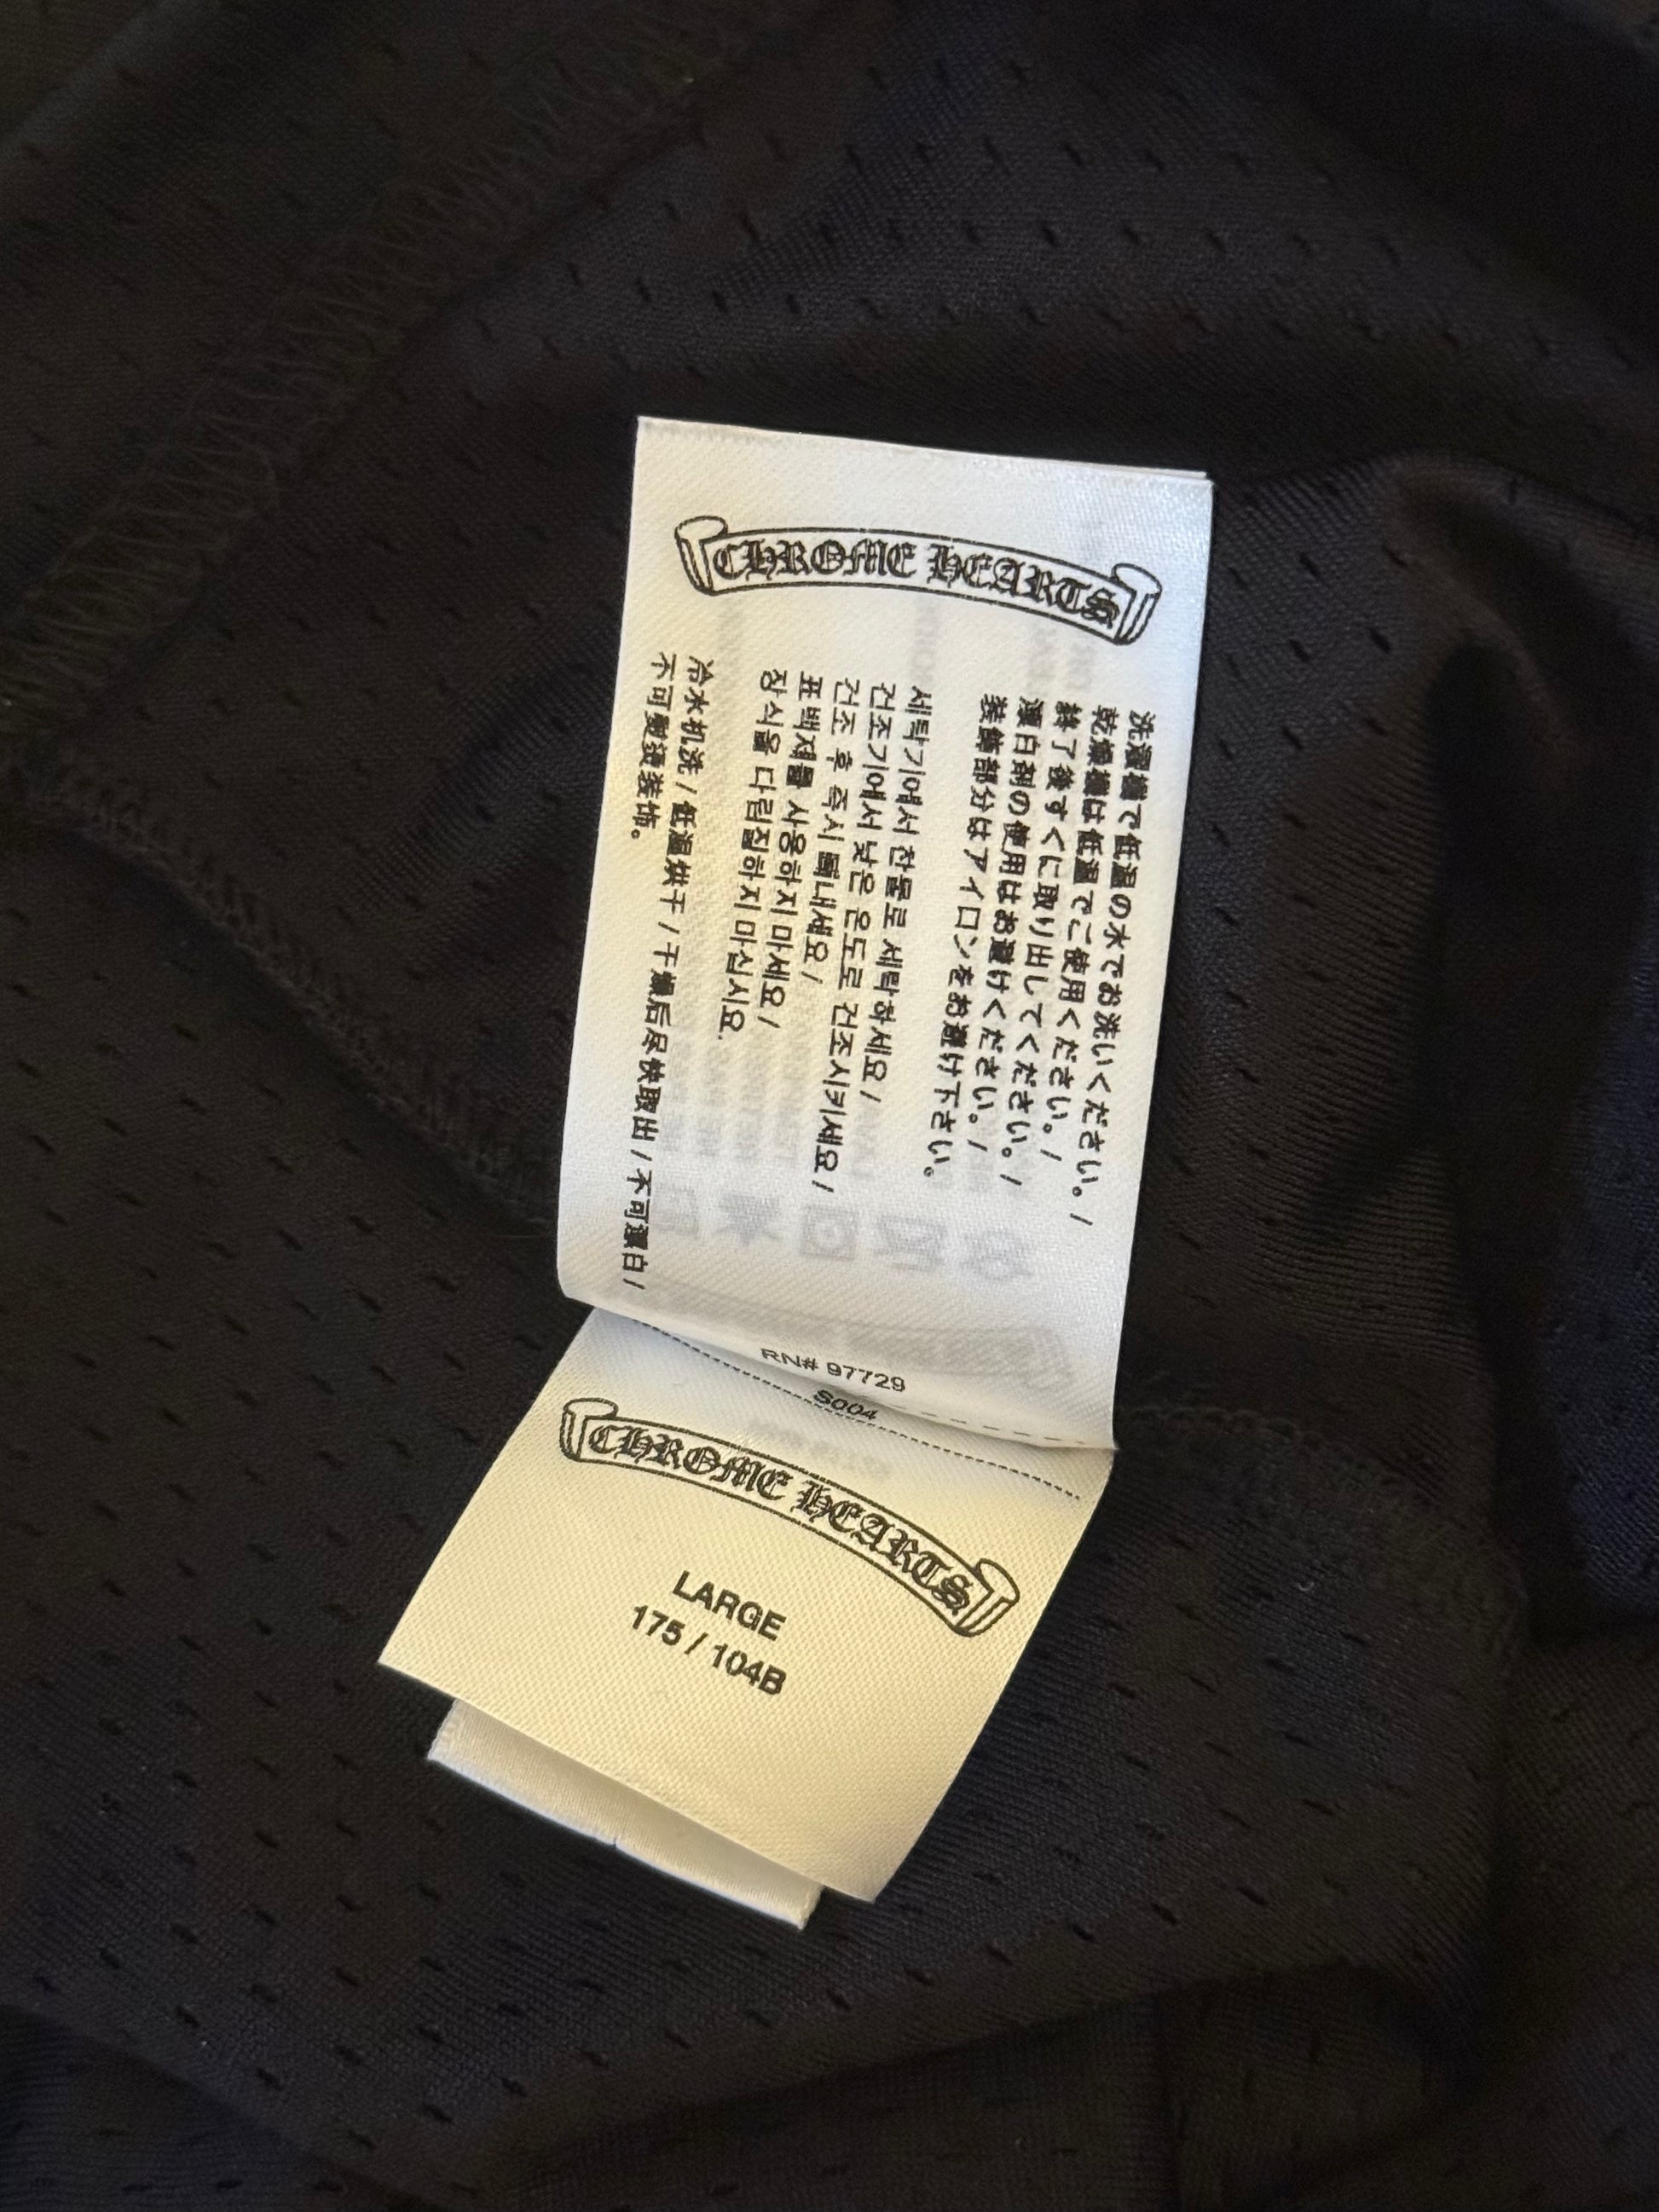 CHROME HEARTS
洗濯機で低温の水でお洗いください。/
乾燥機は低温でご使用ください。/
終了後すぐに取り出してください。/
漂白剤の使用はお避けください。/
装飾部分はアイロンをお避け下さい。
세탁기에서 찬물로 세탁하세요 /
건조기에서 낮은 온도로 건조시키세요 /
건조 후 즉시 빼내세요 /
표백제를 사용하지 마세요 /
장식을 다림질하지 마십시요.
冷水机洗 / 低温烘干 / 干燥后尽快取出 / 不可漂白 /
不可熨烫装饰。
RN# 97729
S004
CHROME HEARTS
LARGE
175 / 104B